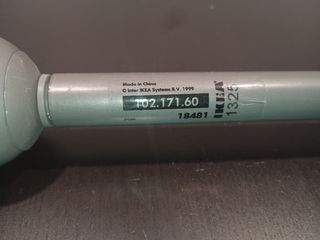 Made in China
© Inter IKEA Systems B.V. 1999
102.171.60
18481
IKEA
1325